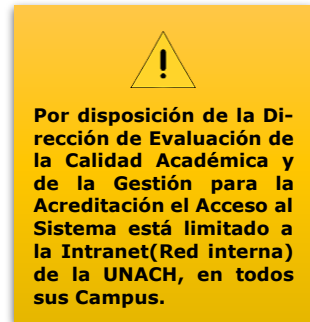 Por disposición de la Di-
rección de Evaluación de
la Calidad Académica y
de la Gestión para la
Acreditación el Acceso al
Sistema está limitado a
la Intranet(Red interna)
de la UNACH, en todos
sus Campus.